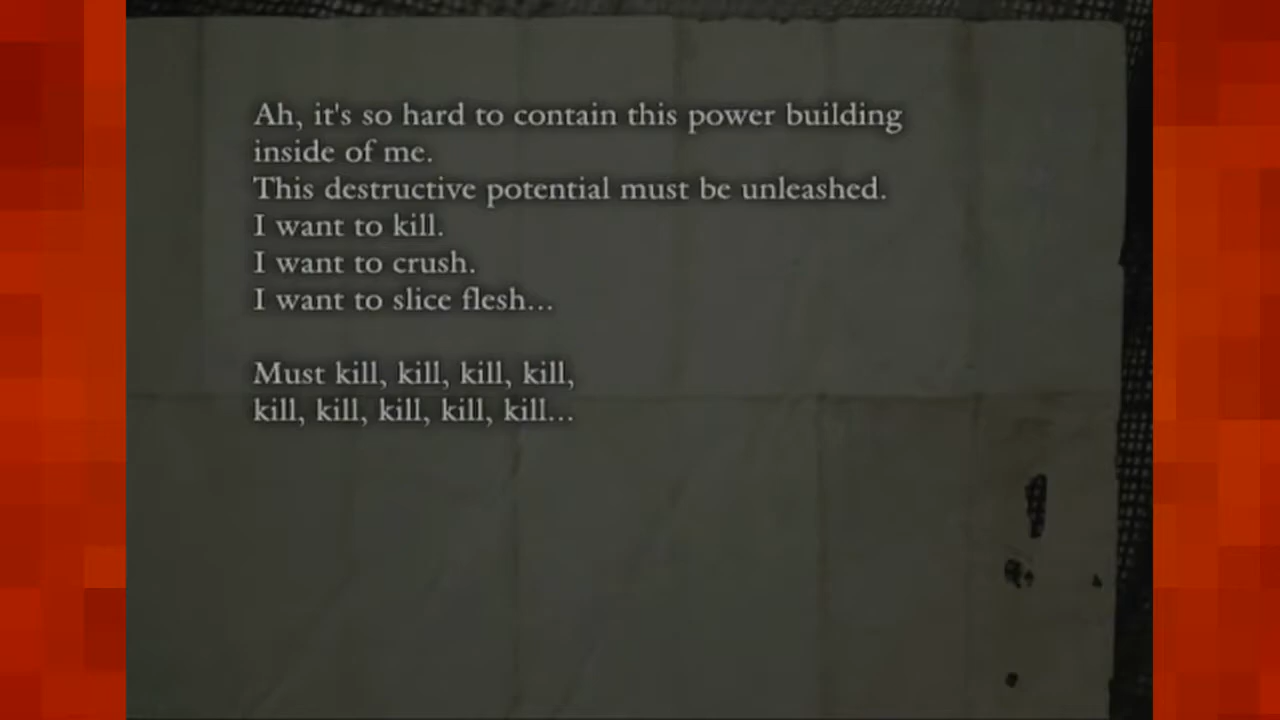 Ah, it's so hard to contain this power building
inside of me.
This destructive potential must be unleashed.
I want to kill.
I want to crush.
I want to slice flesh...
Must kill, kill, kill, kill,
kill, kill, kill, kill, kill...